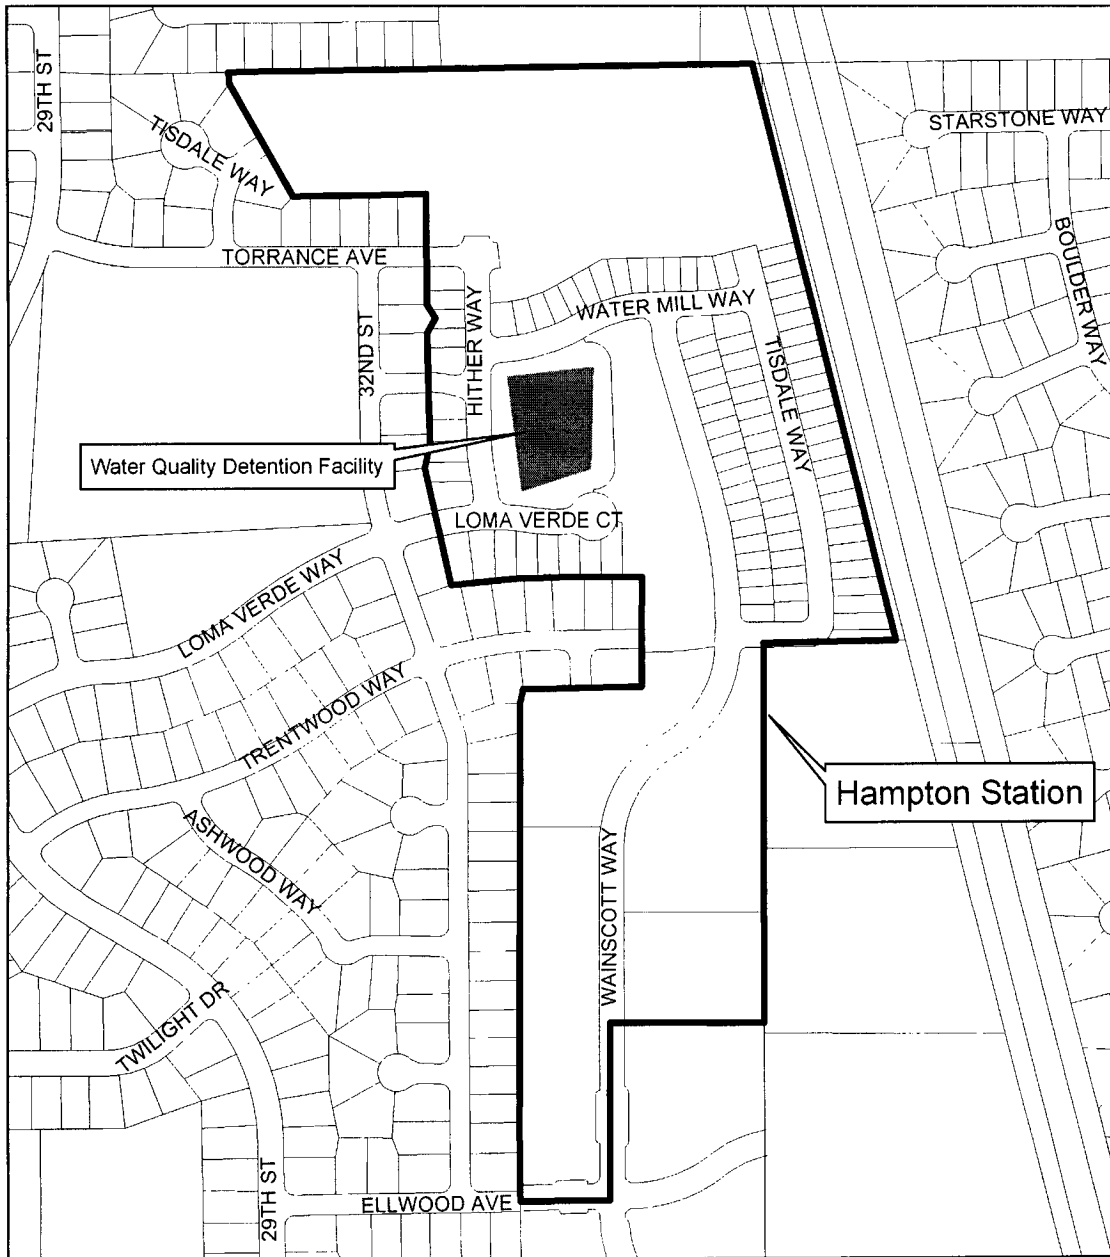 29TH ST
TISDALE WAY
STARSTONE WAY
BOULDER WAY
TORRANCE AVE
WATER MILL WAY
32ND ST
HITHER WAY
TISDALE WAY
Water Quality Detention Facility
LOMA VERDE CT
LOMA VERDE WAY
TRENTWOOD WAY
Hampton Station
ASHWOOD WAY
WAINSCOTT WAY
TWILIGHT DR
29TH ST
ELLWOOD AVE